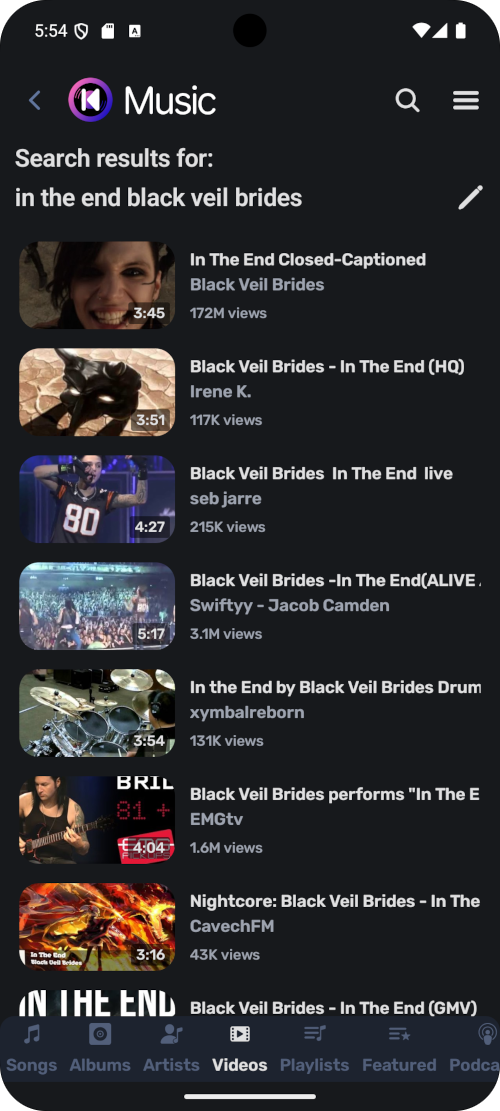 5:54
Music
Search results for:
in the end black veil brides
In The End Closed-Captioned
Black Veil Brides
3:45
172M views
Black Veil Brides - In The End (HQ)
Irene K.
3:51
117K views
Black Veil Brides In The End live
seb jarre
80
4:27
215K views
Black Veil Brides -In The End(ALIVE
Swiftyy - Jacob Camden
5:17
3.1M views
In the End by Black Veil Brides Drum
xymbalreborn
3:54
131K views
BRIE
81 +
Black Veil Brides performs "In The E
EMGtv
EMG
PICKUPS
4:04
1.6M views
Nightcore: Black Veil Brides - In The
CavechFM
In The End
Black Veil Brides
3:16
43K views
IN THE END
Black Veil Brides - In The End (GMV)
Songs Albums Artists Videos Playlists Featured Podca